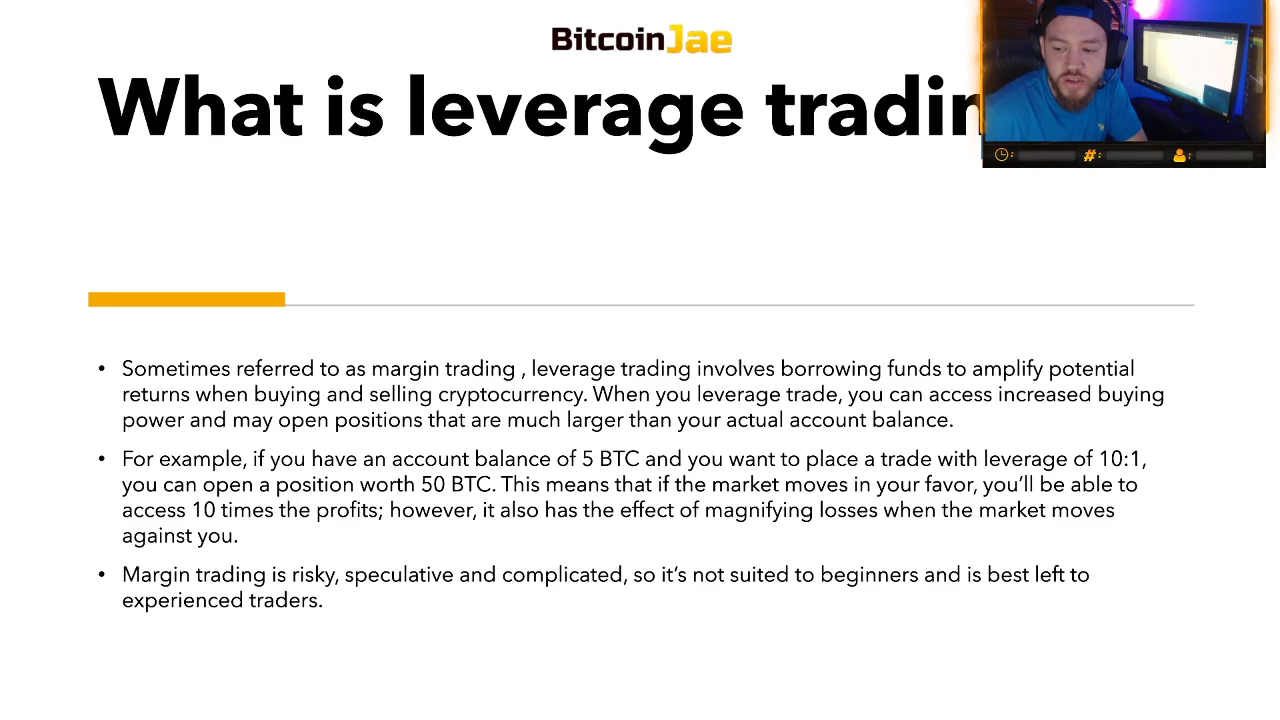 BitcoinJae
What is leverage
• Sometimes referred to as margin trading , leverage trading involves borrowing funds to amplify potential
returns when buying and selling cryptocurrency. When you leverage trade, you can access increased buying
power and may open positions that are much larger than your actual account balance.
• For example, if you have an account balance of 5 BTC and you want to place a trade with leverage of 10:1,
you can open a position worth 50 BTC. This means that if the market moves in your favor, you’ll be able to
access 10 times the profits; however, it also has the effect of magnifying losses when the market moves
against you.
• Margin trading is risky, speculative and complicated, so it’s not suited to beginners and is best left to
experienced traders.